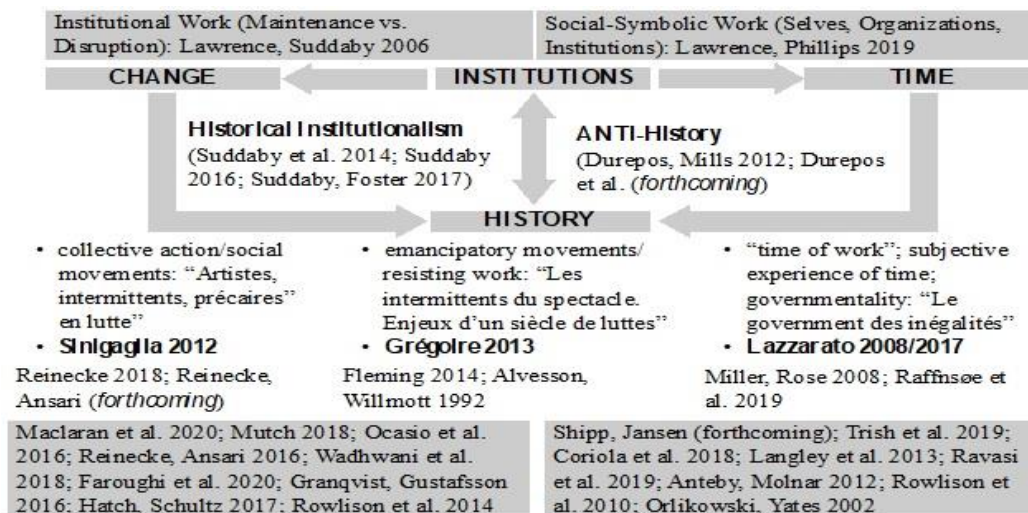 Institutional Work (Maintenance vs.
Disruption): Lawrence, Suddaby 2006
Social-Symbolic Work (Selves, Organizations,
Institutions): Lawrence, Phillips 2019
CHANGE
INSTITUTIONS
TIME
Historical Institutionalism
(Suddaby et al. 2014; Suddaby
2016; Suddaby, Foster 2017)
ANTI-History
(Durepos, Mills 2012; Durepos
et al. (forthcoming)
HISTORY
• collective action/social
movements: “Artistes,
intermittents, précaires”
en lutte”
• Sinigaglia 2012
Reinecke 2018; Reinecke,
Ansari (forthcoming)
• emancipatory movements/
resisting work: “Les
intermittents du spectacle.
Enjeux d’un siècle de luttes”
• Grégoire 2013
Fleming 2014; Alvesson,
Willmott 1992
• “time of work”; subjective
experience of time;
governmentality: “Le
government des inégalités”
• Lazzarato 2008/2017
Miller, Rose 2008; Raffnsøe et
al. 2019
Maclaran et al. 2020; Mutch 2018; Ocasio et al.
2016; Reinecke, Ansari 2016; Wadhwani et al.
2018; Faroughi et al. 2020; Granqvist, Gustafsson
2016; Hatch, Schultz 2017; Rowlison et al. 2014
Shipp, Jansen (forthcoming); Trish et al. 2019;
Coriola et al. 2018; Langley et al. 2013; Ravasi
et al. 2019; Anteby, Molnar 2012; Rowlison et
al. 2010; Orlikowski, Yates 2002